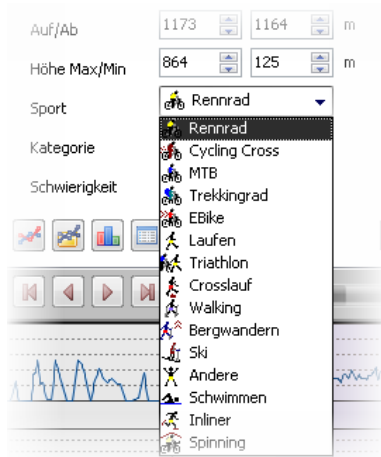 Auf/Ab 1173 1164 m
Höhe Max/Min 864 125 m
Sport Rennrad
Rennrad
Cycling Cross
MTB
Kategorie
Trekkingrad
Schwierigkeit
EBike
Laufen
Triathlon
Crosslauf
Walking
Bergwandern
Ski
Andere
Schwimmen
Inliner
Spinning